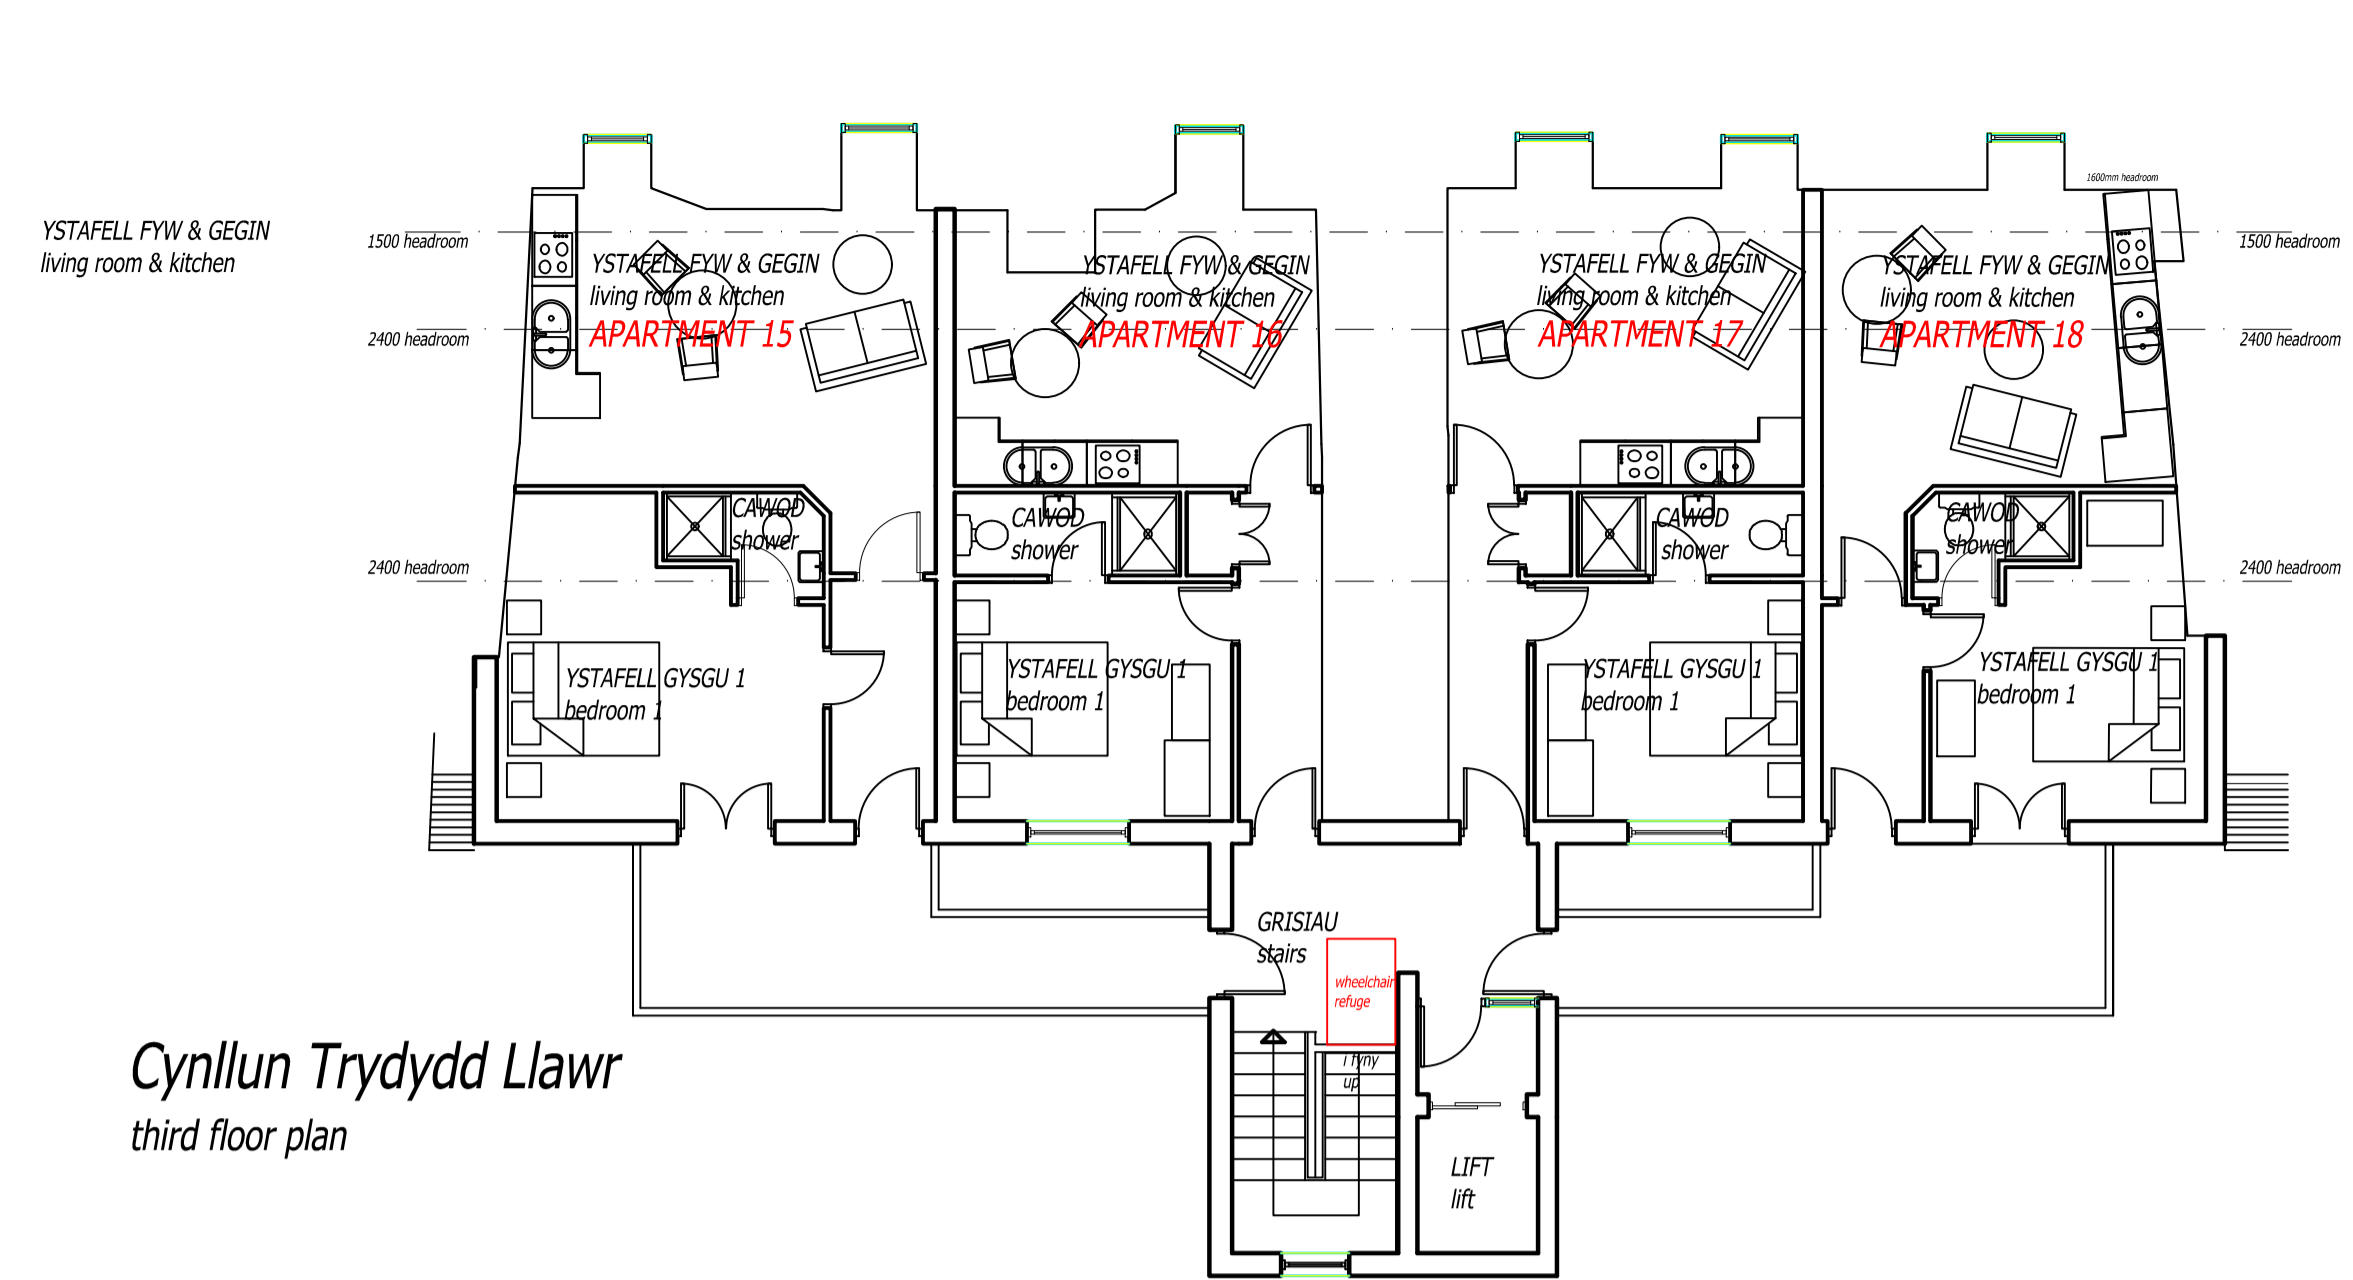 1600mm headroom
YSTAFELL FYW & GEGIN
living room & kitchen
1500 headroom
1500 headroom
YSTAFELL FYW & GEGIN
living room & kitchen
APARTMENT 15
YSTAFELL FYW & GEGIN
living room & kitchen
APARTMENT 16
YSTAFELL FYW & GEGIN
living room & kitchen
APARTMENT 17
YSTAFELL FYW & GEGIN
living room & kitchen
APARTMENT 18
2400 headroom
2400 headroom
CAWOD
shower
CAWOD
shower
CAWOD
shower
CAWOD
shower
2400 headroom
2400 headroom
YSTAFELL GYSGU 1
bedroom 1
YSTAFELL GYSGU 1
bedroom 1
YSTAFELL GYSGU 1
bedroom 1
YSTAFELL GYSGU 1
bedroom 1
GRISIAU
stairs
wheelchair
refuge
i fyny
up
Cynllun Trydydd Llawr
third floor plan
LIFT
lift